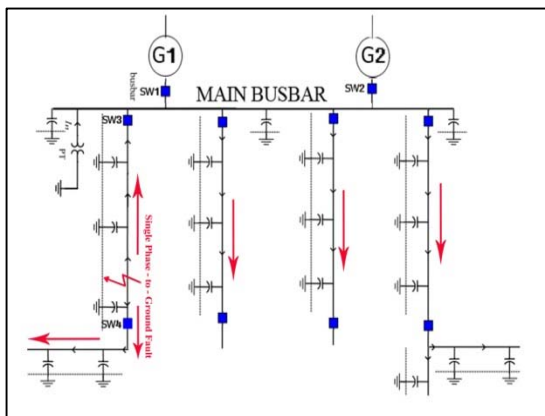 G1
G2
busbar
SW1
MAIN BUSBAR
SW2
SW3
PT
Single Phase - to - Ground Fault
SW4